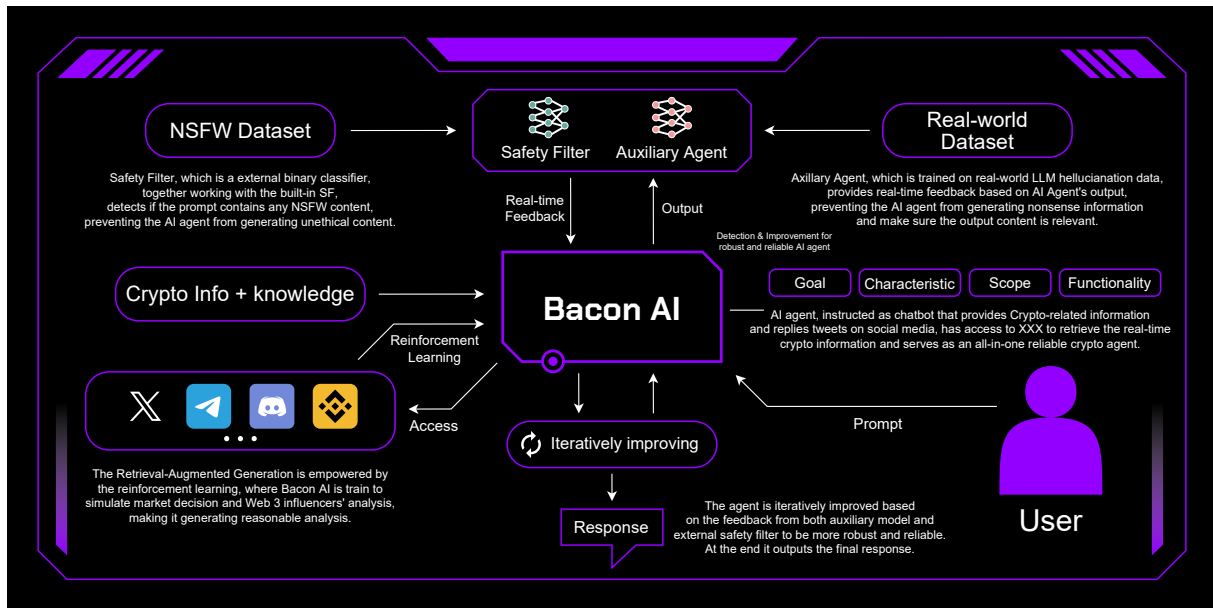 NSFW Dataset
Safety Filter
Auxiliary Agent
Real-world
Dataset
Safety Filter, which is a external binary classifier,
together working with the built-in SF,
detects if the prompt contains any NSFW content,
preventing the AI agent from generating unethical content.
Real-time
Feedback
Output
Axillary Agent, which is trained on real-world LLM hellucianation data,
provides real-time feedback based on AI Agent's output,
preventing the AI agent from generating nonsense information
and make sure the output content is relevant.
Detection & Improvement for
robust and reliable AI agent
Crypto Info + knowledge
Bacon AI
Goal
Characteristic
Scope
Functionality
AI agent, instructed as chatbot that provides Crypto-related information
and replies tweets on social media, has access to XXX to retrieve the real-time
crypto information and serves as an all-in-one reliable crypto agent.
Reinforcement
Learning
Access
Iteratively improving
Prompt
The Retrieval-Augmented Generation is empowered by
the reinforcement learning, where Bacon AI is train to
simulate market decision and Web 3 influencers' analysis,
making it generating reasonable analysis.
Response
The agent is iteratively improved based
on the feedback from both auxiliary model and
external safety filter to be more robust and reliable.
At the end it outputs the final response.
User